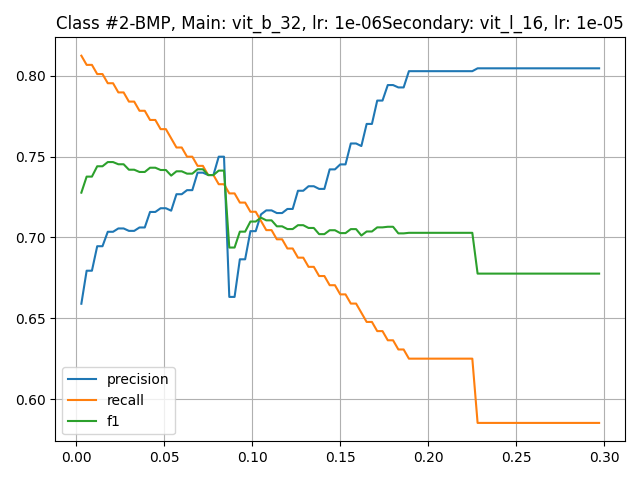 Class #2-BMP, Main: vit_b_32, lr: 1e-06Secondary: vit_l_16, lr: 1e-05
0.80
0.75
0.70
0.65
0.60
precision
recall
f1
0.00 0.05 0.10 0.15 0.20 0.25 0.30